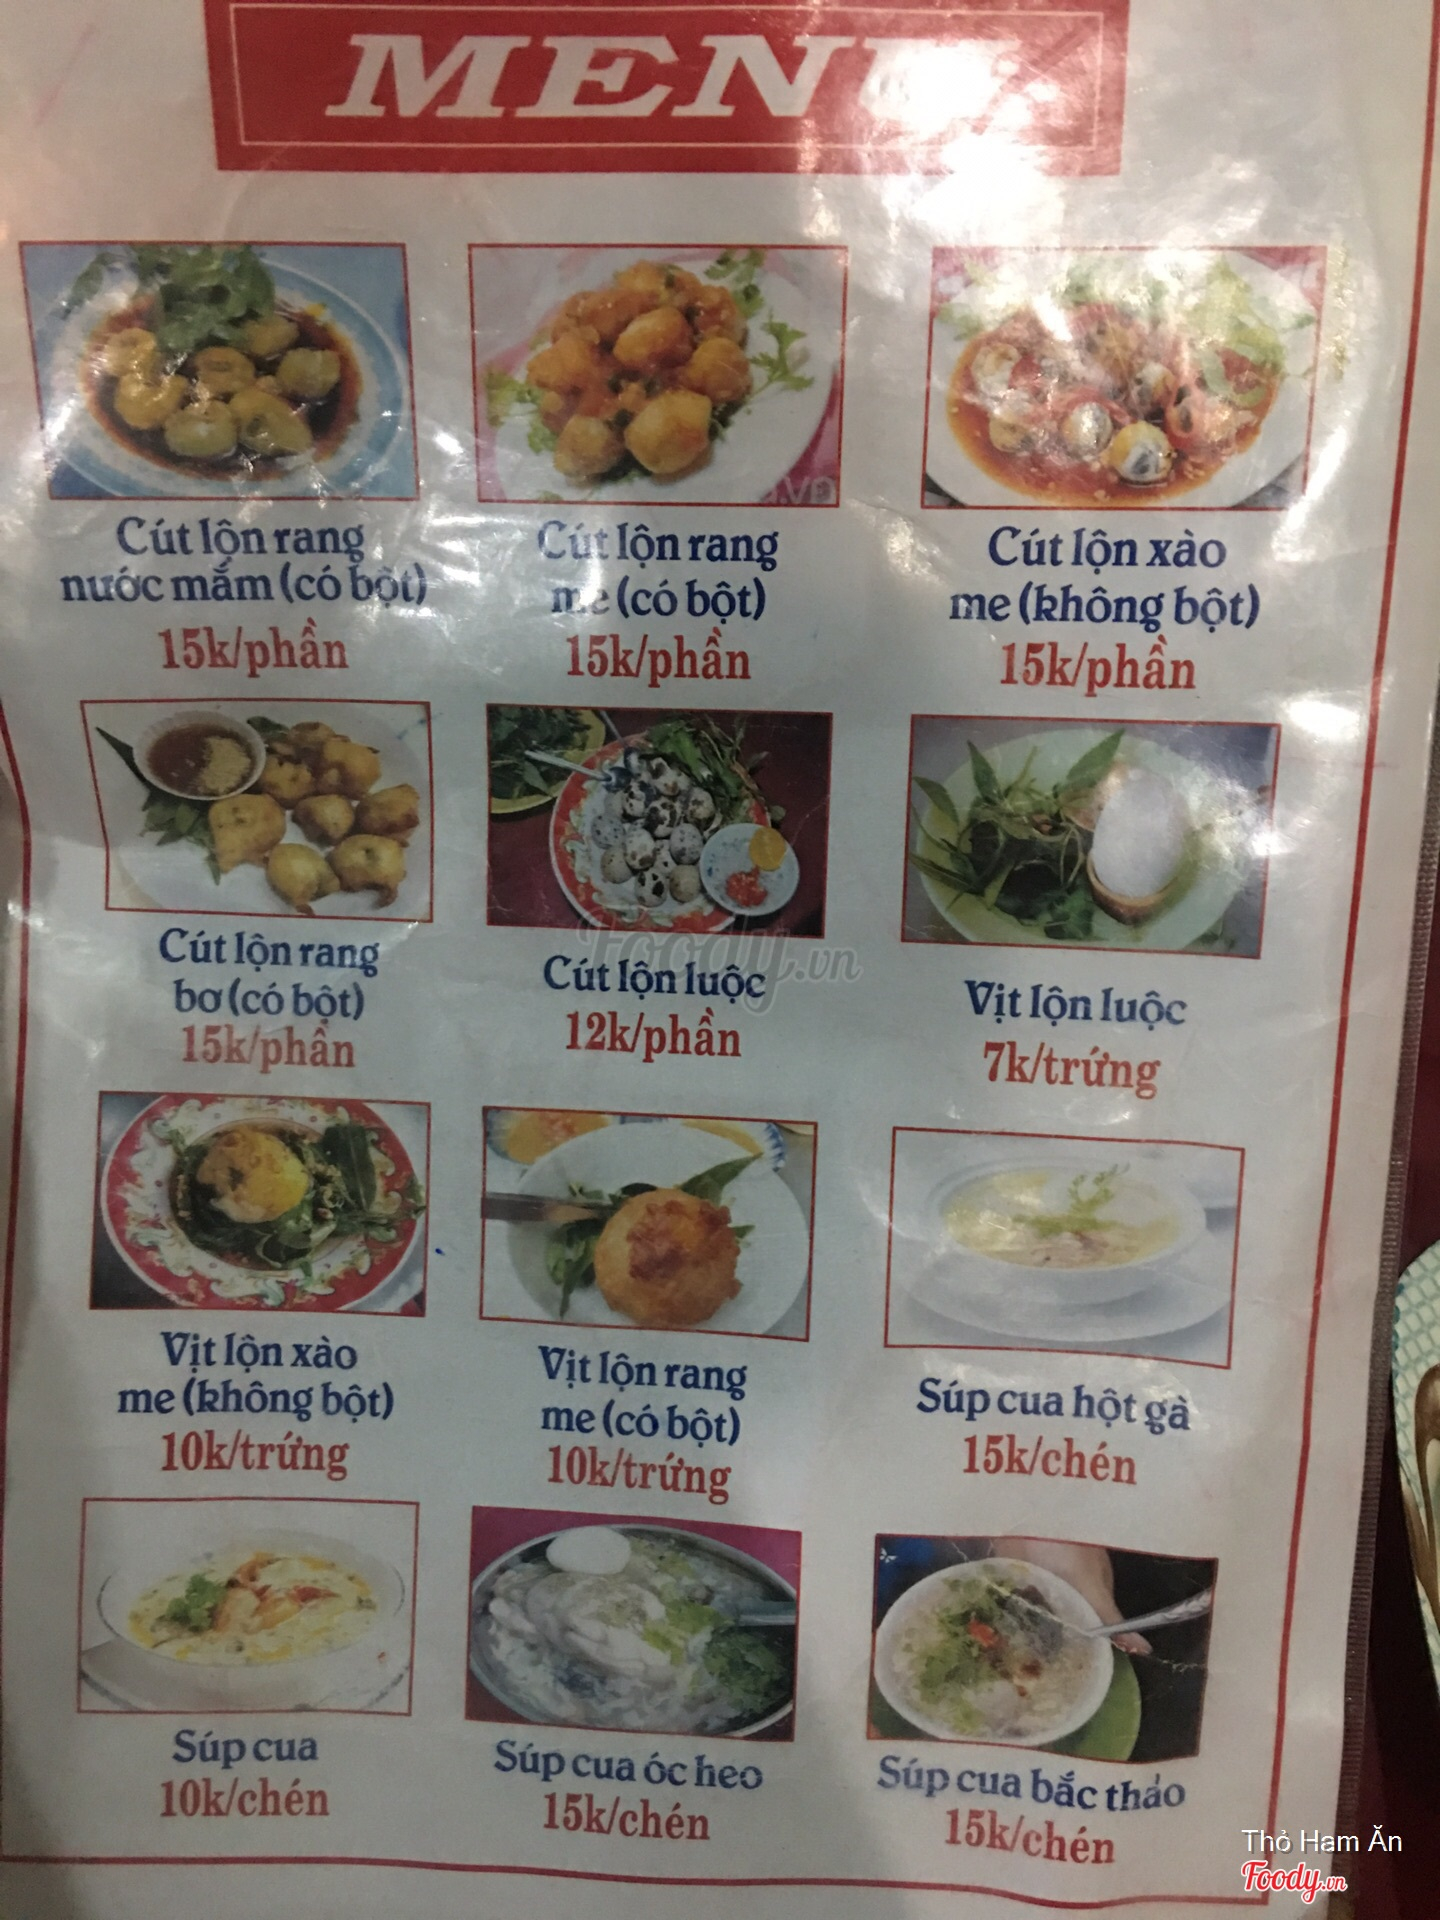 MENU
Cút lộn rang
nước mắm (có bột)
15k/phần
Cút lộn rang
me (có bột)
15k/phần
Cút lộn xào
me (không bột)
15k/phần
Cút lộn rang
bơ (có bột)
15k/phần
Cút lộn luộc
12k/phần
Vịt lộn luộc
7k/trứng
Vịt lộn xào
me (không bột)
10k/trứng
Vịt lộn rang
me (có bột)
10k/trứng
Súp cua hột gà
15k/chén
Súp cua
10k/chén
Súp cua óc heo
15k/chén
Súp cua bắc thảo
15k/chén
Foody.vn
Thỏ Ham Ăn
Foody.vn